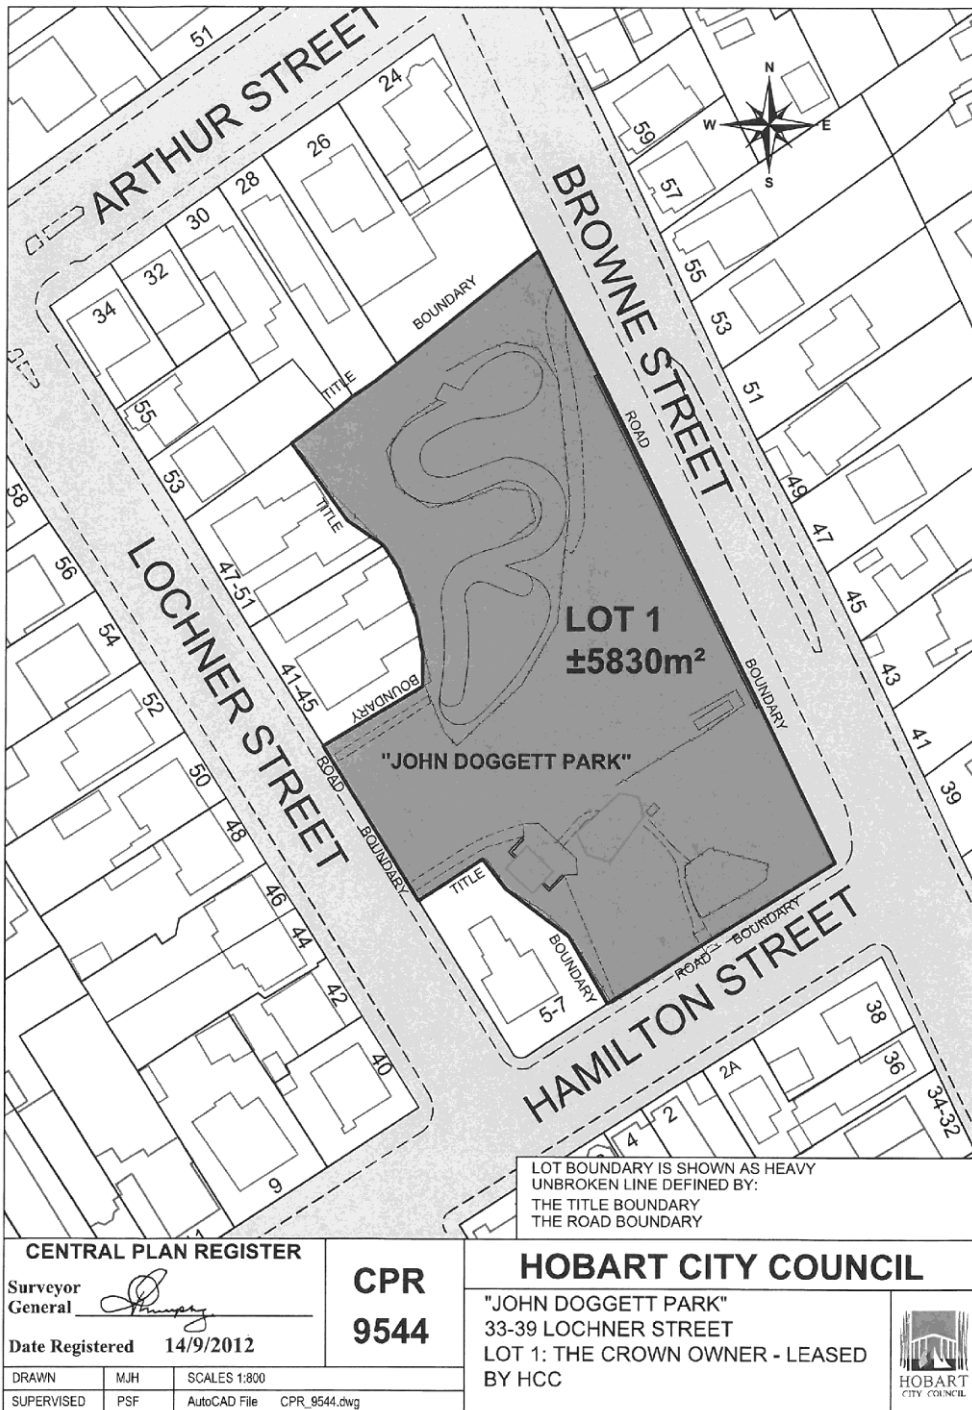 51
ARTHUR STREET
24
26
28
30
32
34
55
53
47-51
41-45
58
56
54
52
50
48
46
44
42
40
9
LOCHNER STREET
BROWNE STREET
HAMILTON STREET
N
W
E
S
59
57
55
53
51
49
47
45
43
41
39
TITLE
BOUNDARY
TITLE
BOUNDARY
ROAD
BOUNDARY
ROAD
BOUNDARY
TITLE
BOUNDARY
ROAD
BOUNDARY
LOT 1
±5830m²
"JOHN DOGGETT PARK"
5-7
38
36
34-32
2A
2
4
LOT BOUNDARY IS SHOWN AS HEAVY
UNBROKEN LINE DEFINED BY:
THE TITLE BOUNDARY
THE ROAD BOUNDARY
CENTRAL PLAN REGISTER
Surveyor
General
Date Registered 14/9/2012
CPR
9544
HOBART CITY COUNCIL
"JOHN DOGGETT PARK"
33-39 LOCHNER STREET
LOT 1: THE CROWN OWNER - LEASED
BY HCC
HOBART
CITY COUNCIL
DRAWN MJH SCALES 1:800
SUPERVISED PSF AutoCAD File CPR_9544.dwg